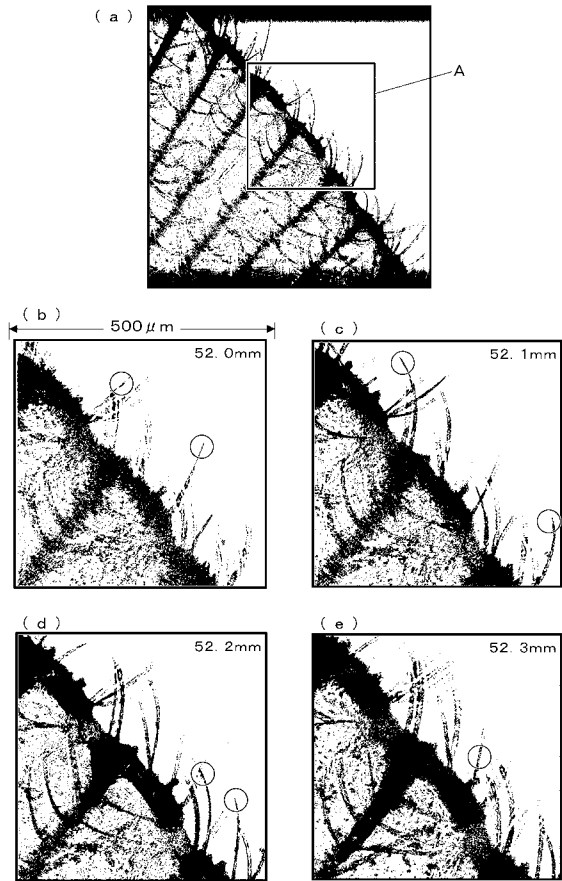 ( a )
A
( b )
500μm
52. 0mm
( c )
52. 1mm
( d )
52. 2mm
( e )
52. 3mm